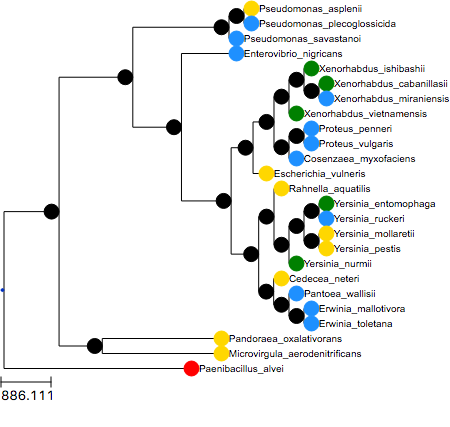 Pseudomonas_asplenii
Pseudomonas_plecoglossicida
Pseudomonas_savastanoi
Enterovibrio_nigricans
Xenorhabdus_ishibashii
Xenorhabdus_cabanillasii
Xenorhabdus_miraniensis
Xenorhabdus_vietnamensis
Proteus_penneri
Proteus_vulgaris
Cosenzaea_myxofaciens
Escherichia_vulneris
Rahnella_aquatilis
Yersinia_entomophaga
Yersinia_ruckeri
Yersinia_mollaretii
Yersinia_pestis
Yersinia_nurmii
Cedecea_neteri
Pantoea_wallisii
Erwinia_mallotivora
Erwinia_toletana
Pandoraea_oxalativorans
Microvirgula_aerodenitrificans
Paenibacillus_alvei
886.111